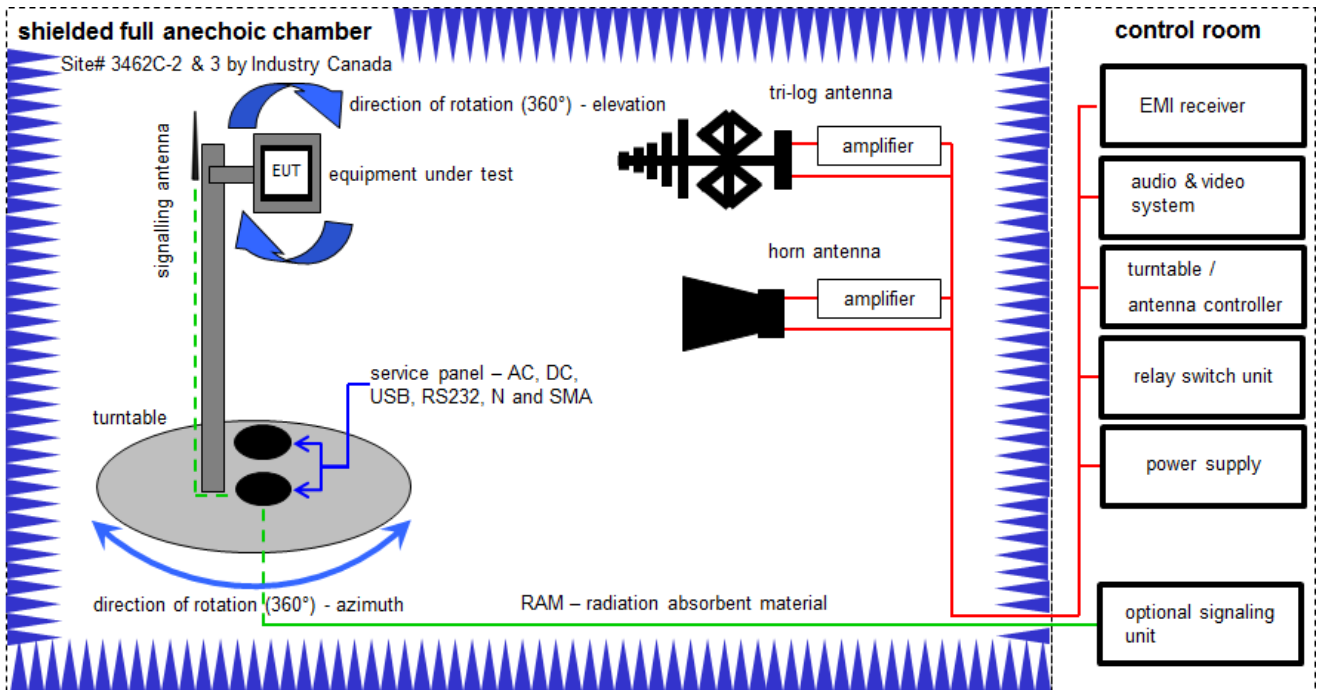 shielded full anechoic chamber
Site# 3462C-2 & 3 by Industry Canada
direction of rotation (360°) - elevation
signalling antenna
EUT
equipment under test
tri-log antenna
amplifier
horn antenna
amplifier
service panel – AC, DC,
USB, RS232, N and SMA
turntable
direction of rotation (360°) - azimuth
RAM – radiation absorbent material
control room
EMI receiver
audio & video
system
turntable /
antenna controller
relay switch unit
power supply
optional signaling
unit